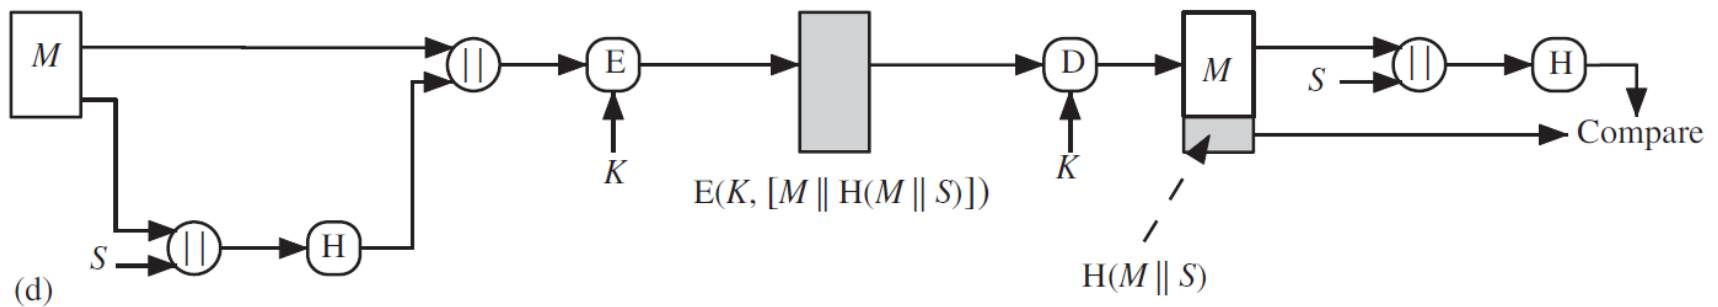 M
||
E
D
M
||
H
S
Compare
K
K
E(K, [M || H(M || S)])
||
H
S
H(M || S)
(d)